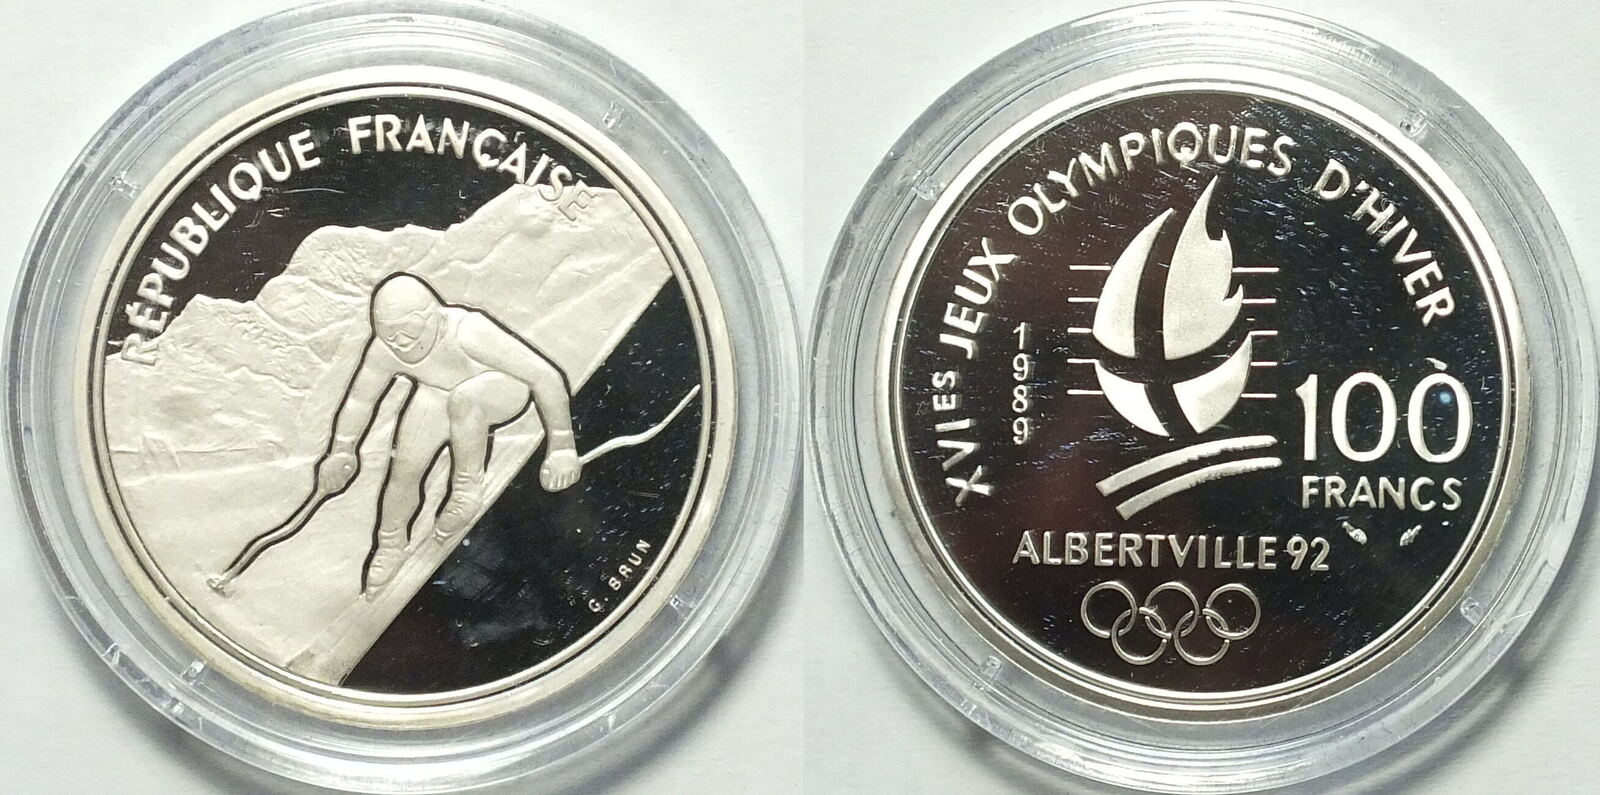 RÉPUBLIQUE FRANÇAISE
G. BRUN
XVIES JEUX OLYMPIQUES D'HIVER
1989
100
FRANCS
ALBERTVILLE 92